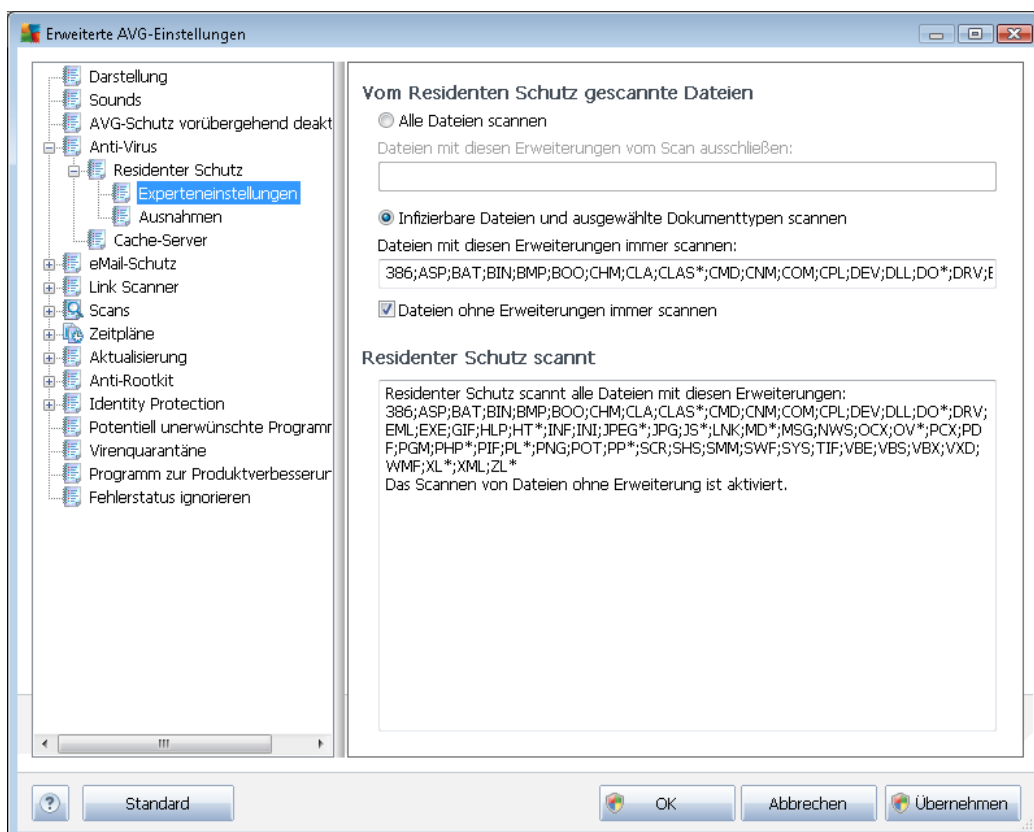 Erweiterte AVG-Einstellungen
Darstellung
Sounds
AVG-Schutz vorübergehend deakt
Anti-Virus
Residenter Schutz
Experteneinstellungen
Ausnahmen
Cache-Server
eMail-Schutz
Link Scanner
Scans
Zeitpläne
Aktualisierung
Anti-Rootkit
Identity Protection
Potentiell unerwünschte Programr
Virenquarantäne
Programm zur Produktverbesserur
Fehlerstatus ignorieren
Vom Residenten Schutz gescannte Dateien
Alle Dateien scannen
Dateien mit diesen Erweiterungen vom Scan ausschließen:
Infizierbare Dateien und ausgewählte Dokumenttypen scannen
Dateien mit diesen Erweiterungen immer scannen:
386;ASP;BAT;BIN;BMP;BOO;CHM;CLA;CLAS*;CMD;CNM;COM;CPL;DEV;DLL;DO*;DRV;E
Dateien ohne Erweiterungen immer scannen
Residenter Schutz scannt
Residenter Schutz scannt alle Dateien mit diesen Erweiterungen:
386;ASP;BAT;BIN;BMP;BOO;CHM;CLA;CLAS*;CMD;CNM;COM;CPL;DEV;DLL;DO*;DRV;
EML;EXE;GIF;HLP;HT*;INF;INI;JPEG*;JPG;JS*;LNK;MD*;MSG;NWS;OCX;OV*;PCX;PD
F;PGM;PHP*;PIF;PL*;PNG;POT;PP*;SCR;SHS;SMM;SWF;SYS;TIF;VBE;VBS;VBX;VXD;
WMF;XL*;XML;ZL*
Das Scannen von Dateien ohne Erweiterung ist aktiviert.
? Standard OK Abbrechen Übernehmen